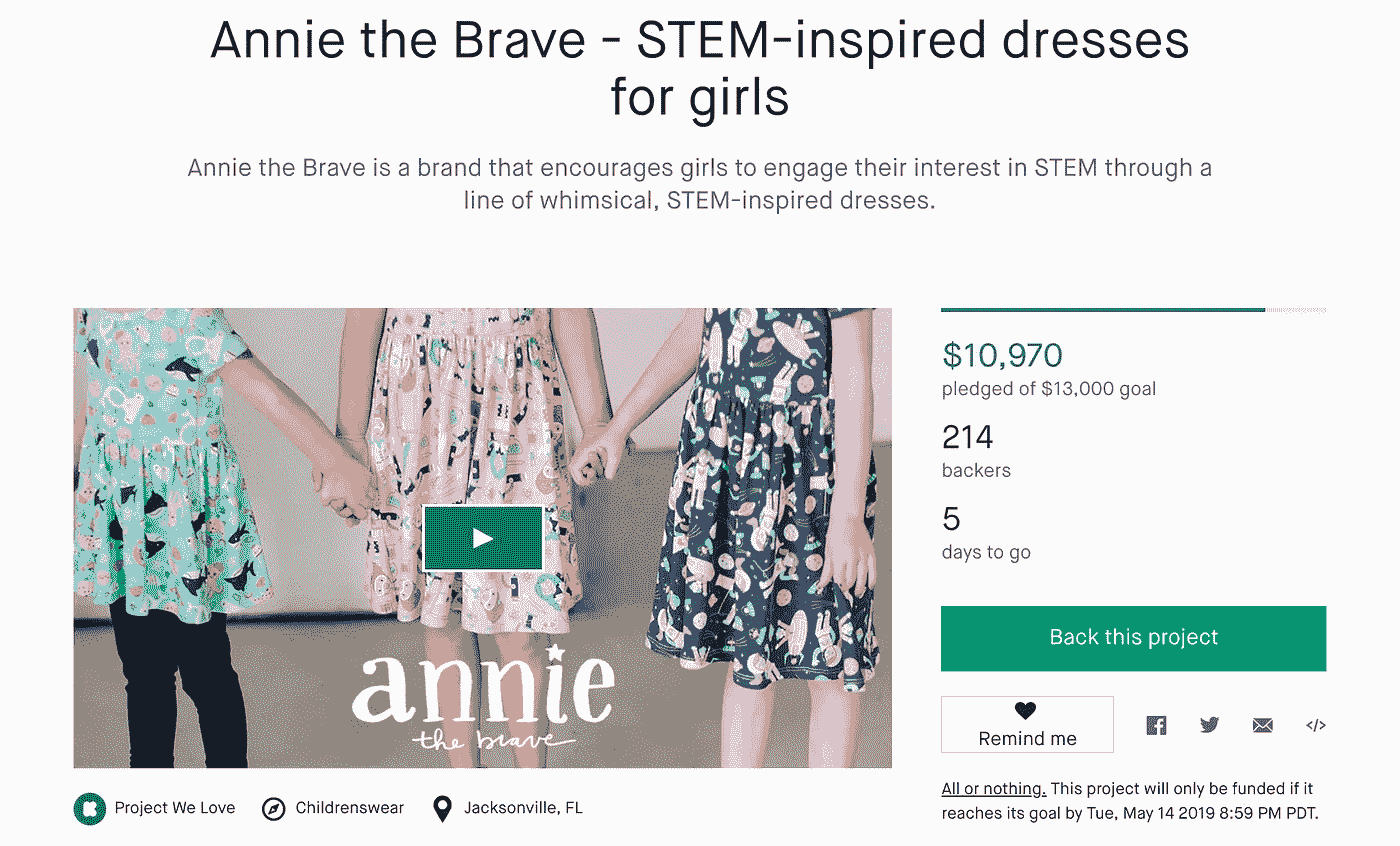 Annie the Brave - STEM-inspired dresses
for girls
Annie the Brave is a brand that encourages girls to engage their interest in STEM through a
line of whimsical, STEM-inspired dresses.
annie
the brave
$10,970
pledged of $13,000 goal
214
backers
5
days to go
Back this project
Remind me
All or nothing. This project will only be funded if it
reaches its goal by Tue, May 14 2019 8:59 PM PDT.
Project We Love
Childrenswear
Jacksonville, FL